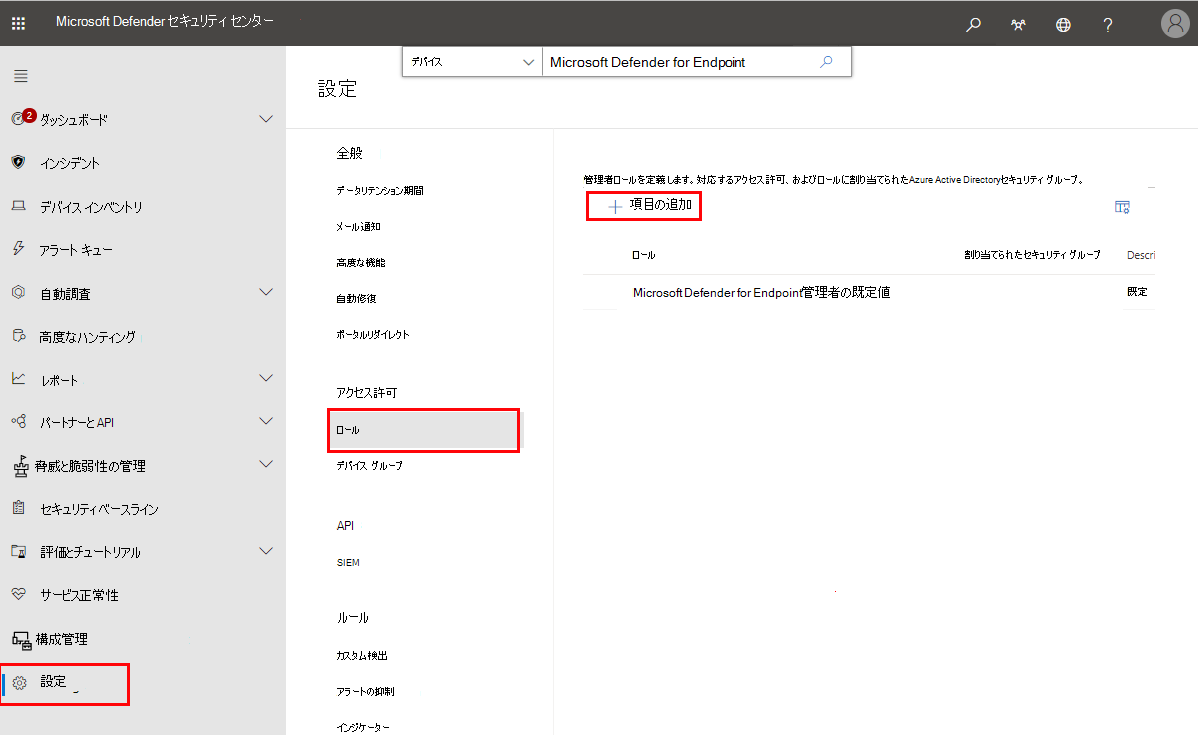 Microsoft Defender セキュリティ センター
?
デバイス
Microsoft Defender for Endpoint
2
ダッシュボード
インシデント
デバイス インベントリ
アラート キュー
自動調査
高度なハンティング
レポート
パートナーと API
脅威と脆弱性の管理
セキュリティ ベースライン
評価とチュートリアル
サービス正常性
構成管理
設定
設定
全般
データリテンション期間
メール通知
高度な機能
自動修復
ポータルリダイレクト
アクセス許可
ロール
デバイス グループ
API
SIEM
ルール
カスタム検出
アラートの抑制
インジケーター
管理者ロールを定義します。対応するアクセス許可、およびロールに割り当てられたAzure Active Directoryセキュリティ グループ。
項目の追加
ロール 割り当てられたセキュリティ グループ Descri
Microsoft Defender for Endpoint管理者の既定値 既定